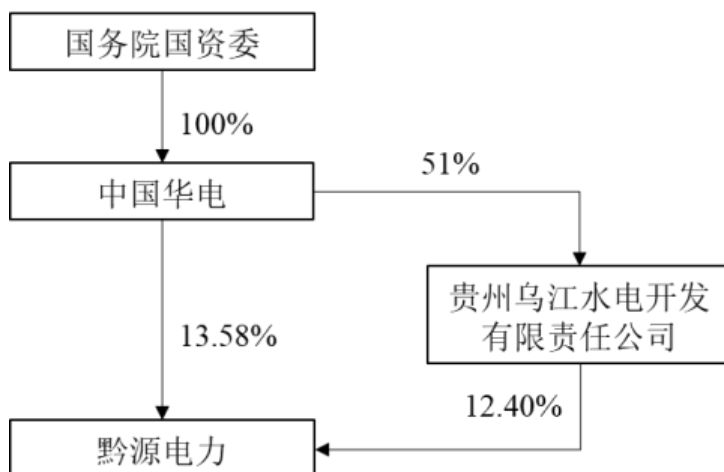 国务院国资委
100%
中国华电
51%
贵州乌江水电开发
有限责任公司
13.58%
12.40%
黔源电力